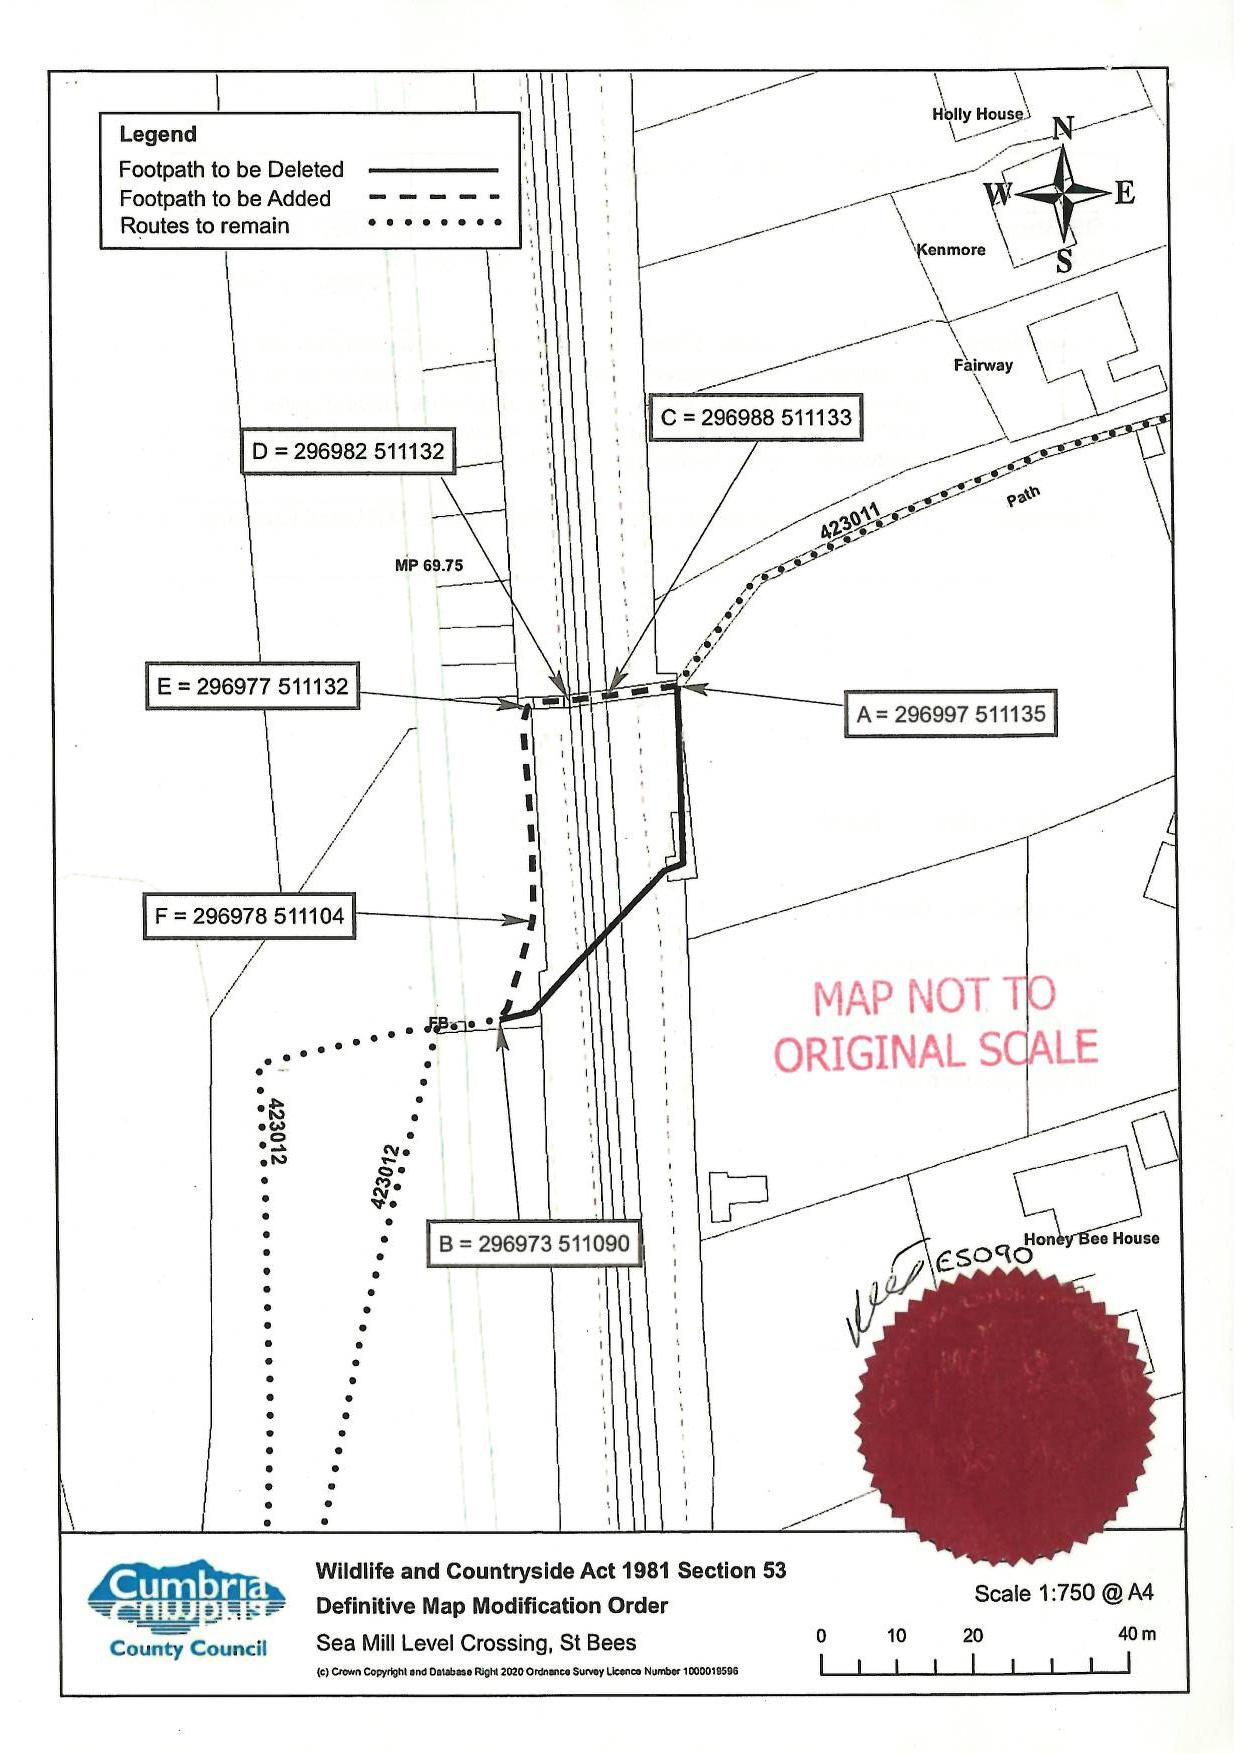 Legend
Footpath to be Deleted
Footpath to be Added
Routes to remain
Holly House
N
W
E
S
Kenmore
Fairway
C = 296988 511133
D = 296982 511132
423011
Path
MP 69.75
E = 296977 511132
A = 296997 511135
F = 296978 511104
MAP NOT TO
ORIGINAL SCALE
FB
423012
423012
B = 296973 511090
Honey Bee House
ES090
Cumbria
County Council
Wildlife and Countryside Act 1981 Section 53
Definitive Map Modification Order
Sea Mill Level Crossing, St Bees
(c) Crown Copyright and Database Right 2020 Ordnance Survey Licence Number 1000019596
Scale 1:750 @ A4
0 10 20 40 m